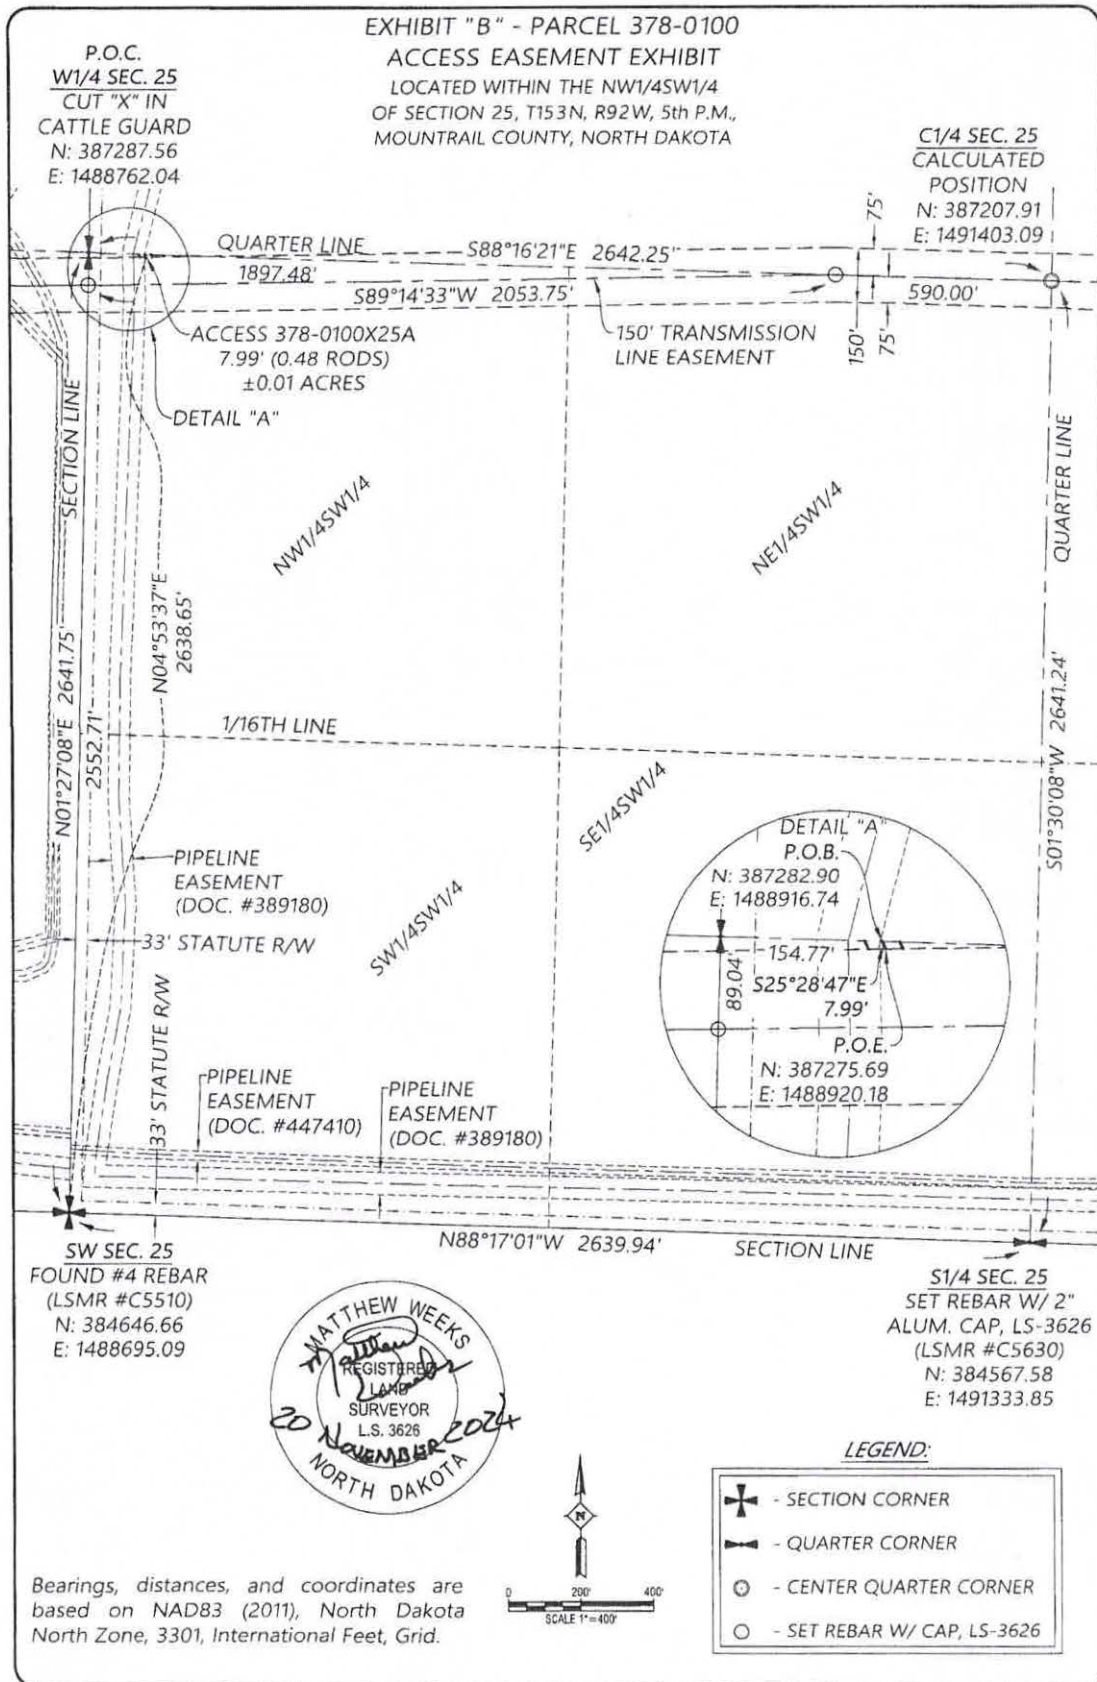 EXHIBIT "B" - PARCEL 378-0100
ACCESS EASEMENT EXHIBIT
LOCATED WITHIN THE NW1/4SW1/4
OF SECTION 25, T153N, R92W, 5th P.M.,
MOUNTRAIL COUNTY, NORTH DAKOTA
P.O.C.
W1/4 SEC. 25
CUT "X" IN
CATTLE GUARD
N: 387287.56
E: 1488762.04
C1/4 SEC. 25
CALCULATED
POSITION
N: 387207.91
E: 1491403.09
75'
QUARTER LINE
S88°16'21"E 2642.25'
1897.48'
S89°14'33"W 2053.75'
590.00'
150'
75'
150' TRANSMISSION
LINE EASEMENT
ACCESS 378-0100X25A
7.99' (0.48 RODS)
±0.01 ACRES
DETAIL "A"
SECTION LINE
N01°27'08"E 2641.75'
2552.71'
N04°53'37"E
2638.65'
NW1/4SW1/4
NE1/4SW1/4
QUARTER LINE
S01°30'08"W 2641.24'
1/16TH LINE
SE1/4SW1/4
SW1/4SW1/4
PIPELINE
EASEMENT
(DOC. #389180)
33' STATUTE R/W
33' STATUTE R/W
DETAIL "A"
P.O.B.
N: 387282.90
E: 1488916.74
154.77'
89.04'
S25°28'47"E
7.99'
P.O.E.
N: 387275.69
E: 1488920.18
PIPELINE
EASEMENT
(DOC. #447410)
PIPELINE
EASEMENT
(DOC. #389180)
N88°17'01"W 2639.94'
SECTION LINE
SW SEC. 25
FOUND #4 REBAR
(LSMR #C5510)
N: 384646.66
E: 1488695.09
S1/4 SEC. 25
SET REBAR W/ 2"
ALUM. CAP, LS-3626
(LSMR #C5630)
N: 384567.58
E: 1491333.85
MATTHEW WEEKS
Matthew Weeks
REGISTERED
LAND
SURVEYOR
L.S. 3626
20 NOVEMBER 2024
NORTH DAKOTA
LEGEND:
- SECTION CORNER
- QUARTER CORNER
- CENTER QUARTER CORNER
- SET REBAR W/ CAP, LS-3626
N
0 200' 400'
SCALE 1"=400'
Bearings, distances, and coordinates are
based on NAD83 (2011), North Dakota
North Zone, 3301, International Feet, Grid.